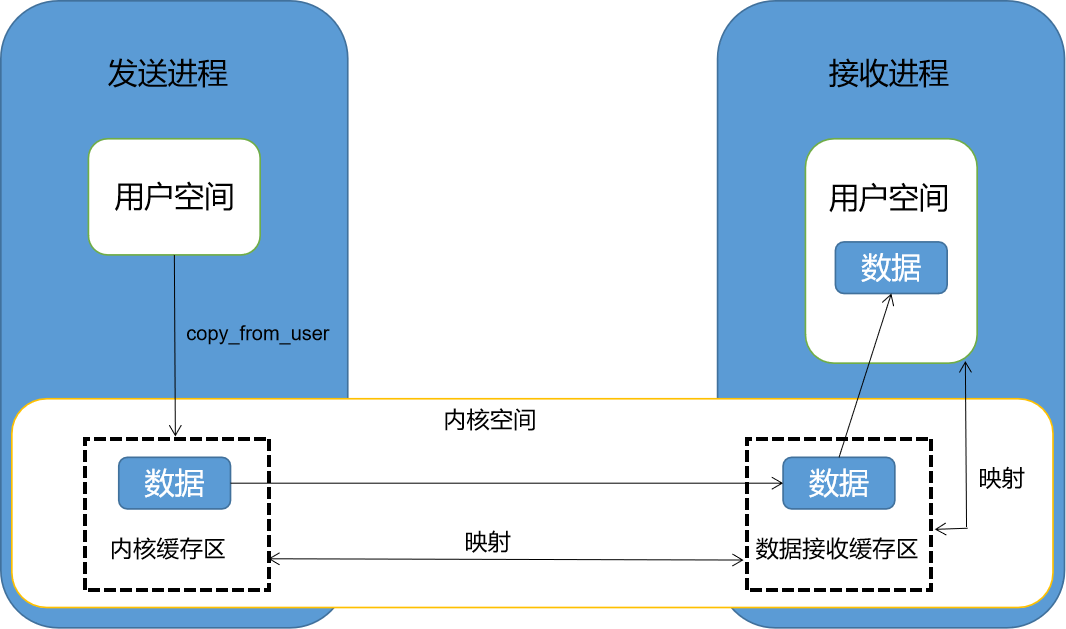 发送进程
接收进程
用户空间
用户空间
数据
copy_from_user
内核空间
数据
数据
映射
映射
内核缓存区
数据接收缓存区